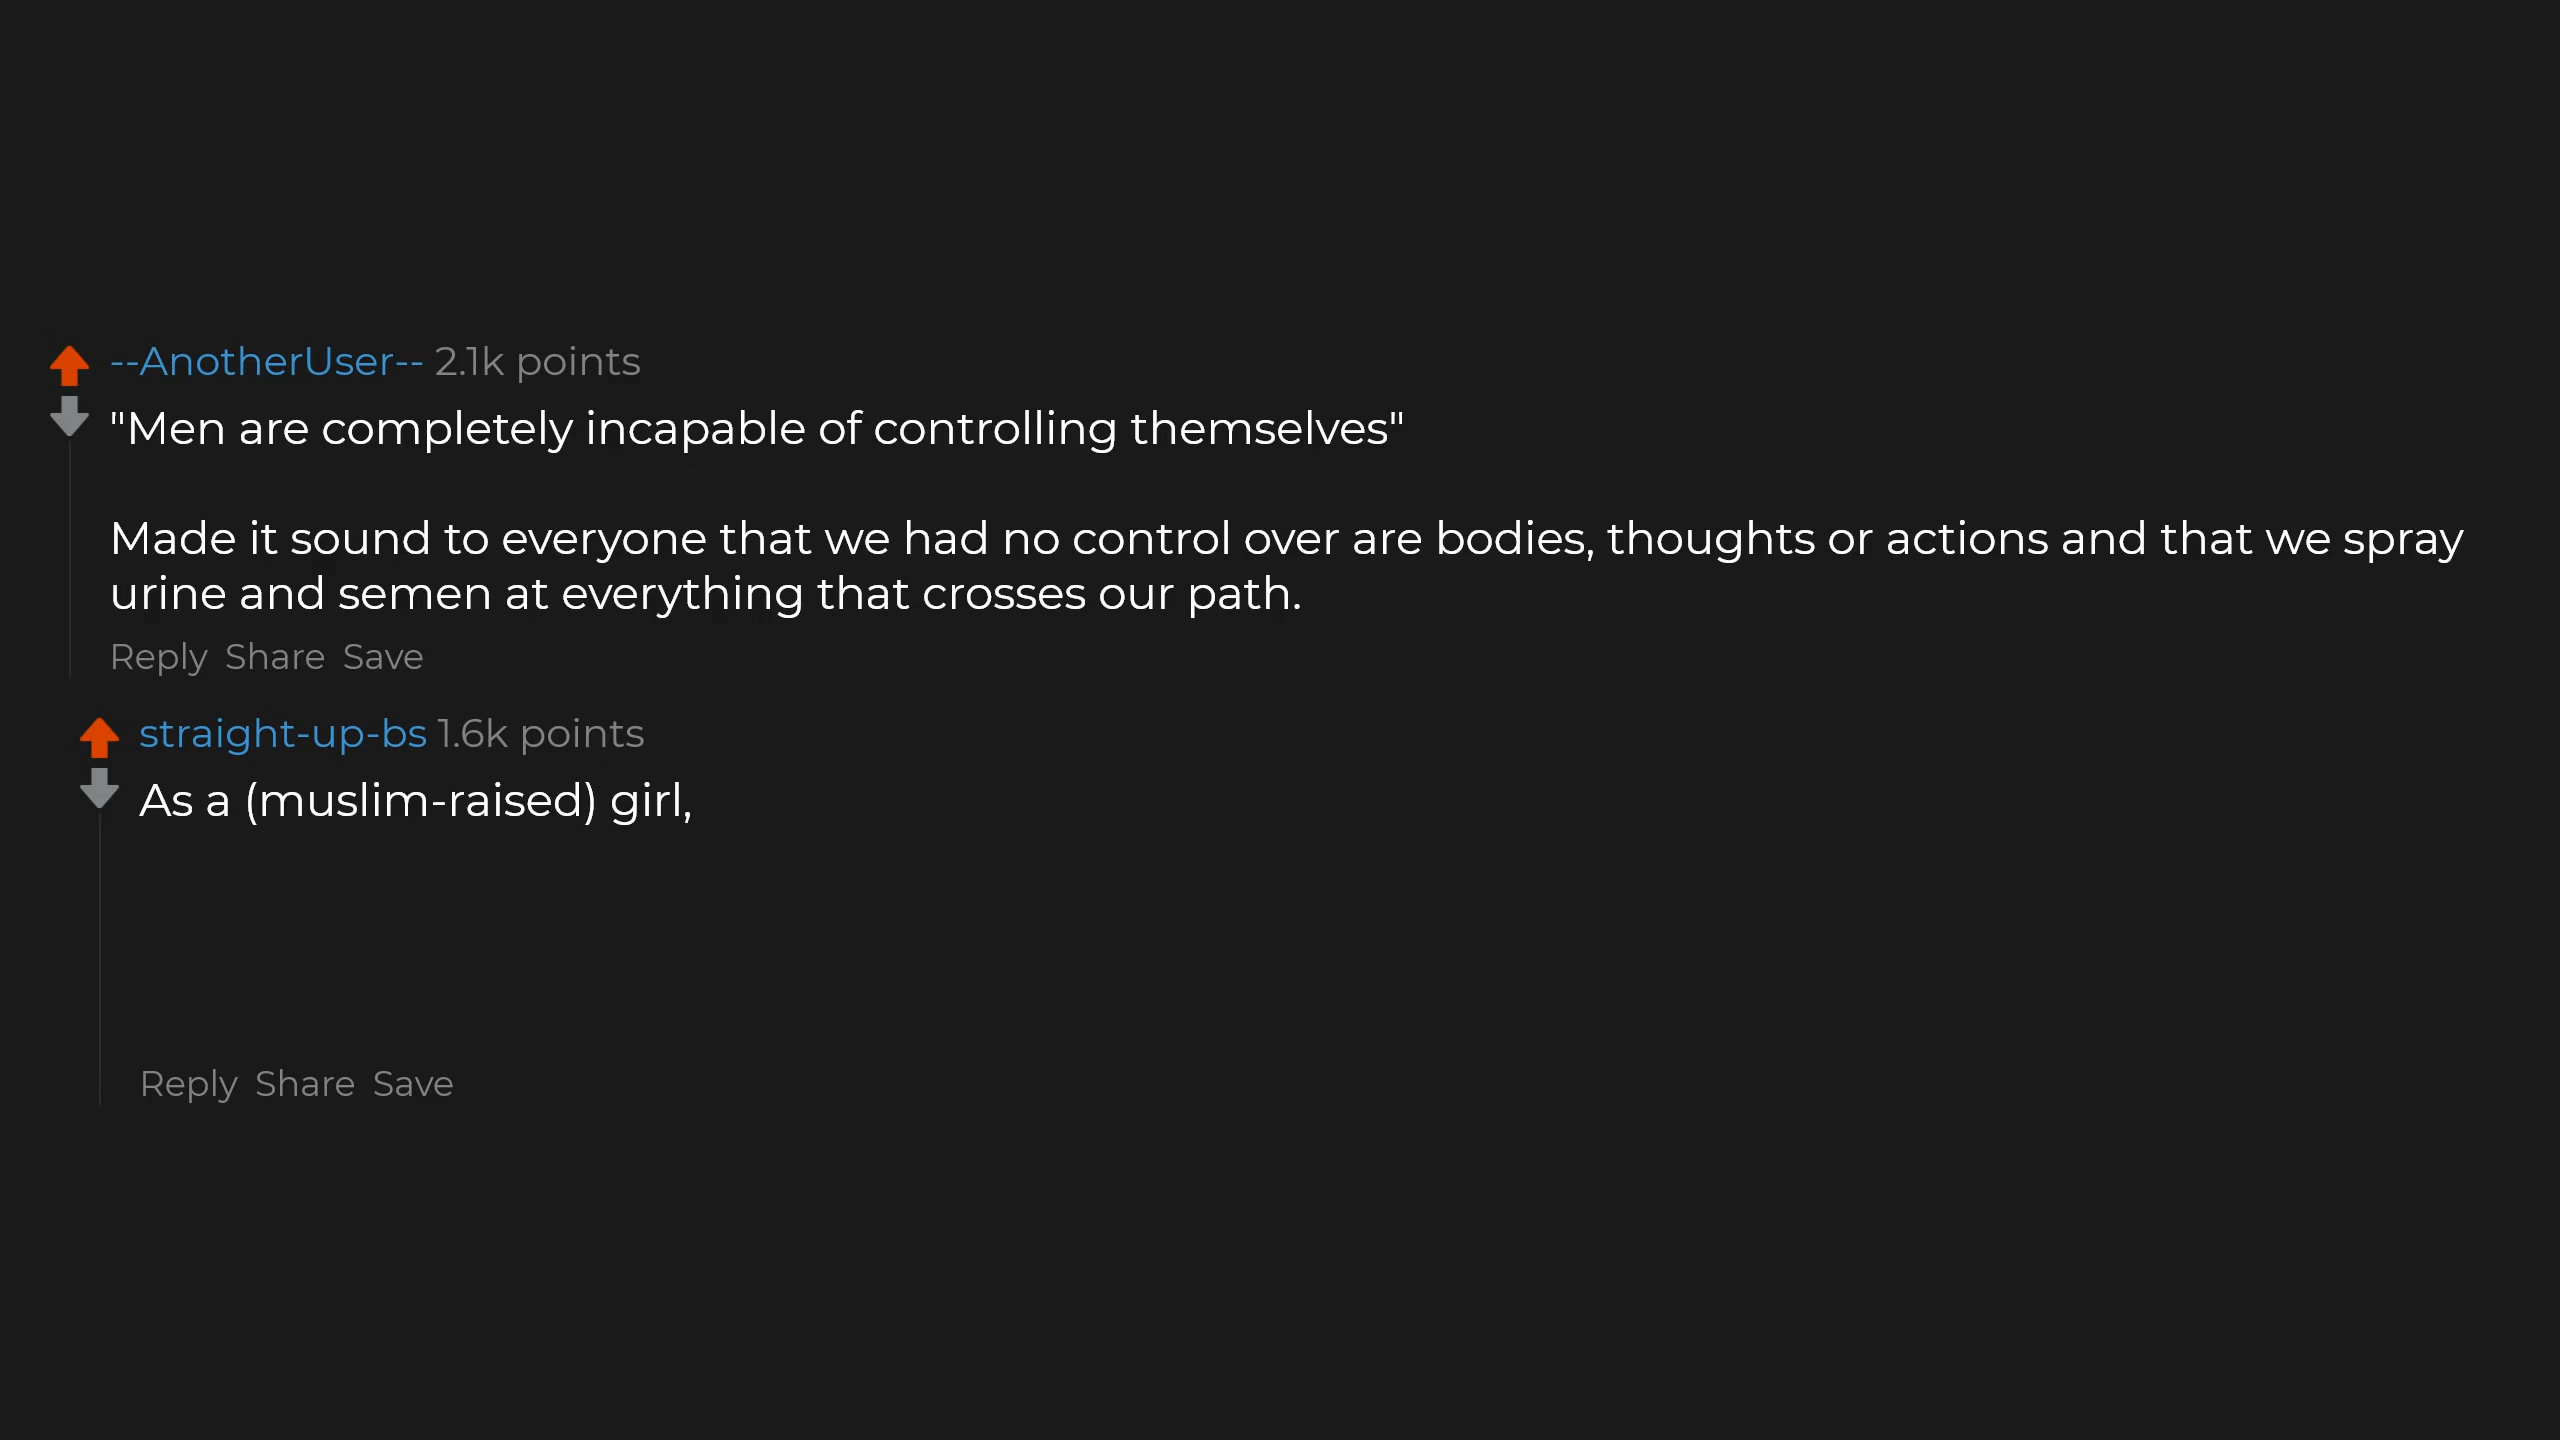 --AnotherUser-- 2.1k points
"Men are completely incapable of controlling themselves"
Made it sound to everyone that we had no control over are bodies, thoughts or actions and that we spray
urine and semen at everything that crosses our path.
Reply Share Save
straight-up-bs 1.6k points
As a (muslim-raised) girl,
Reply Share Save